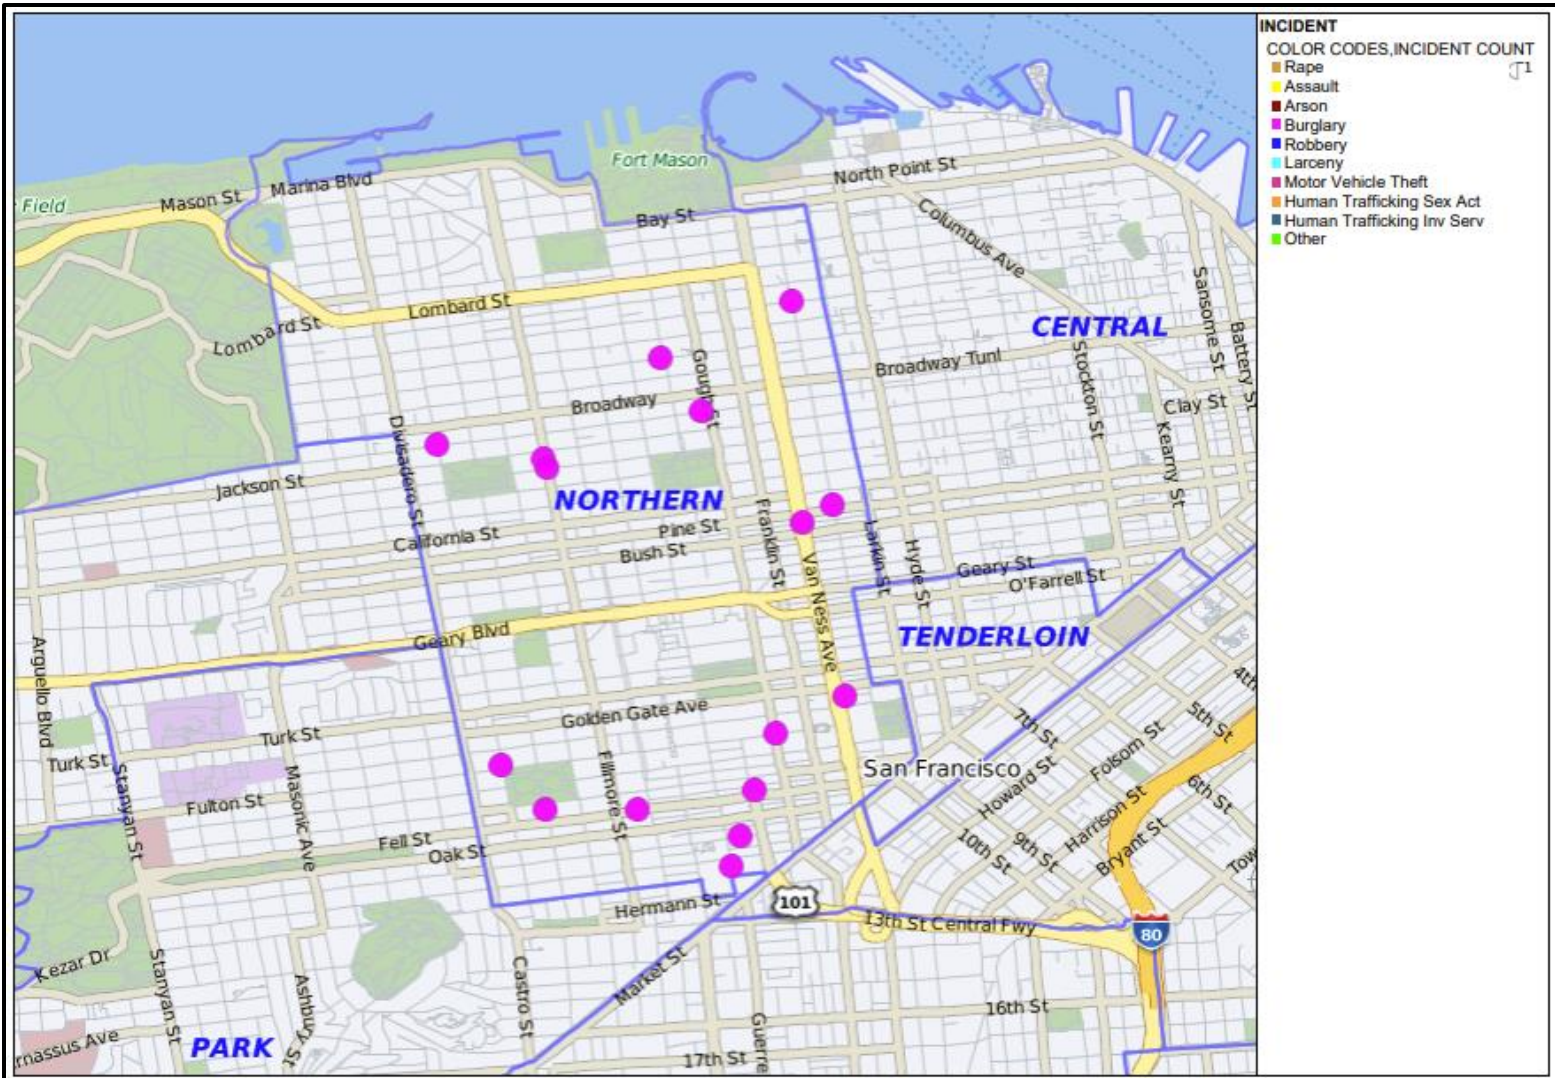 INCIDENT
COLOR CODES,INCIDENT COUNT
Rape
1
Assault
Arson
Burglary
Robbery
Larceny
Motor Vehicle Theft
Human Trafficking Sex Act
Human Trafficking Inv Serv
Other
Fort Mason
North Point St
Marina Blvd
Mason St
Field
Bay St
Columbus Ave
Sansome St
Battery St
Lombard St
Lombard St
CENTRAL
Broadway Tunl
Stockton St
Gough St
Broadway
Clay St
Kearny St
Divisadero St
Jackson St
NORTHERN
Franklin St
Pine St
California St
Bush St
Larkin St
Hyde St
Van Ness Ave
Geary St
O'Farrell St
Geary Blvd
TENDERLOIN
Arguello Blvd
4th
5th St
7th St
Golden Gate Ave
Turk St
Turk St
Folsom St
Fillmore St
San Francisco
Howard St
6th St
Stanyan St
Masonic Ave
Fulton St
Harrison St
Fell St
Oak St
10th St
9th St
Bryant St
Tow
Hermann St
101
13th St Central Fwy
80
Kezar Dr
Stanyan St
Ashbury St
Castro St
Market St
16th St
Guerre
rnassus Ave
PARK
17th St